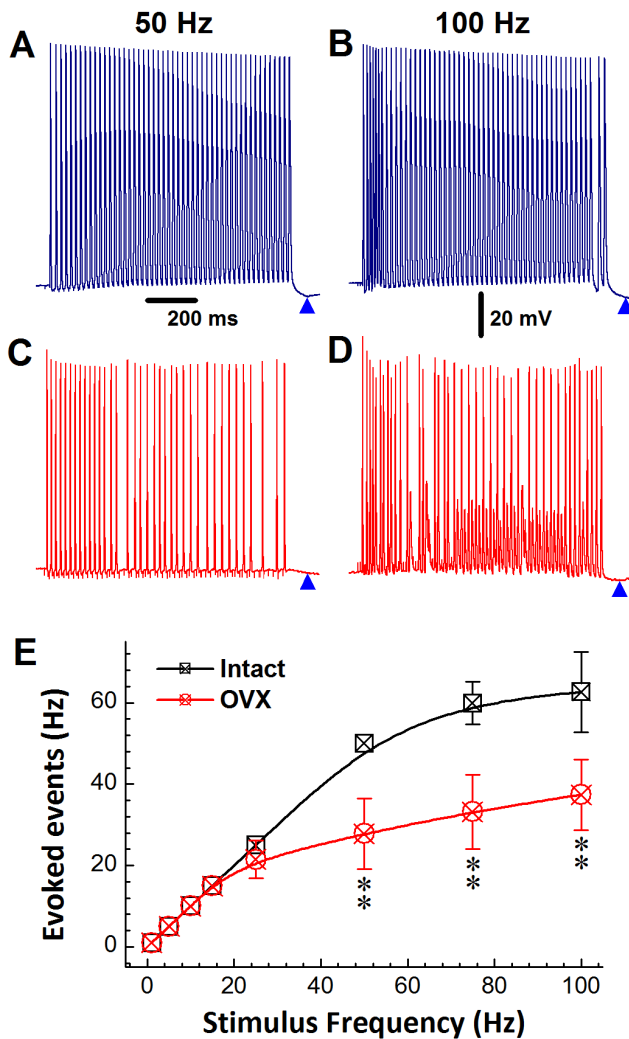 50 Hz
100 Hz
A
B
200 ms
20 mV
C
D
E
Intact
OVX
Evoked events (Hz)
60
40
20
0
**
**
**
0 20 40 60 80 100
Stimulus Frequency (Hz)